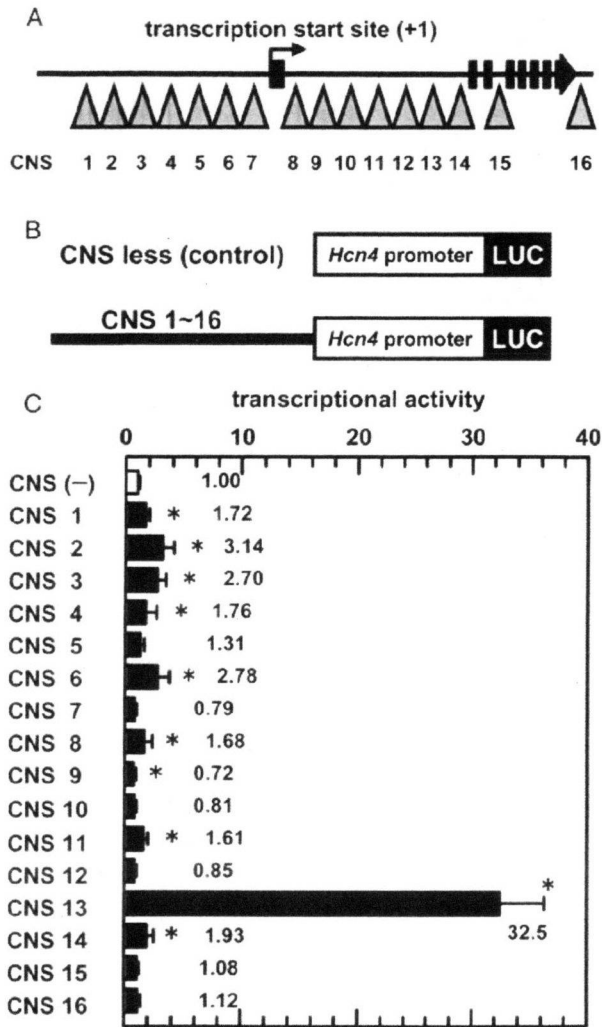 A
transcription start site (+1)
CNS 1 2 3 4 5 6 7 8 9 10 11 12 13 14 15 16
B
CNS less (control) Hcn4 promoter LUC
CNS 1~16 Hcn4 promoter LUC
C
transcriptional activity
0 10 20 30 40
CNS (−) 1.00
CNS 1 * 1.72
CNS 2 * 3.14
CNS 3 * 2.70
CNS 4 * 1.76
CNS 5 1.31
CNS 6 * 2.78
CNS 7 0.79
CNS 8 * 1.68
CNS 9 * 0.72
CNS 10 0.81
CNS 11 * 1.61
CNS 12 0.85
CNS 13 * 32.5
CNS 14 * 1.93
CNS 15 1.08
CNS 16 1.12